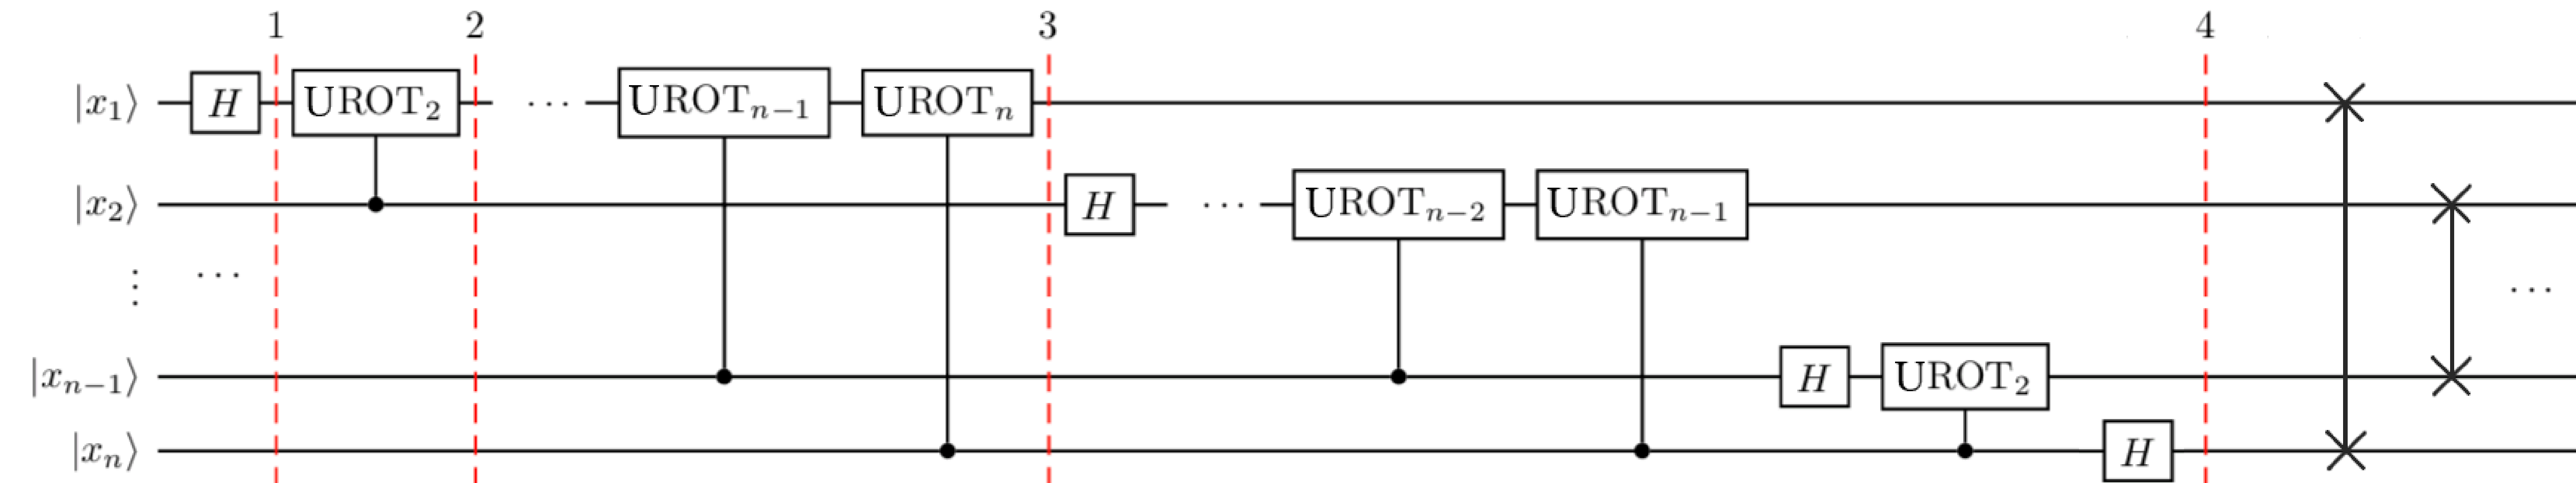 1 2 3 4
|x₁⟩ H UROT₂ ··· UROTₙ₋₁ UROTₙ
|x₂⟩ H ··· UROTₙ₋₂ UROTₙ₋₁
⋮ ··· ···
|xₙ₋₁⟩ H UROT₂
|xₙ⟩ H